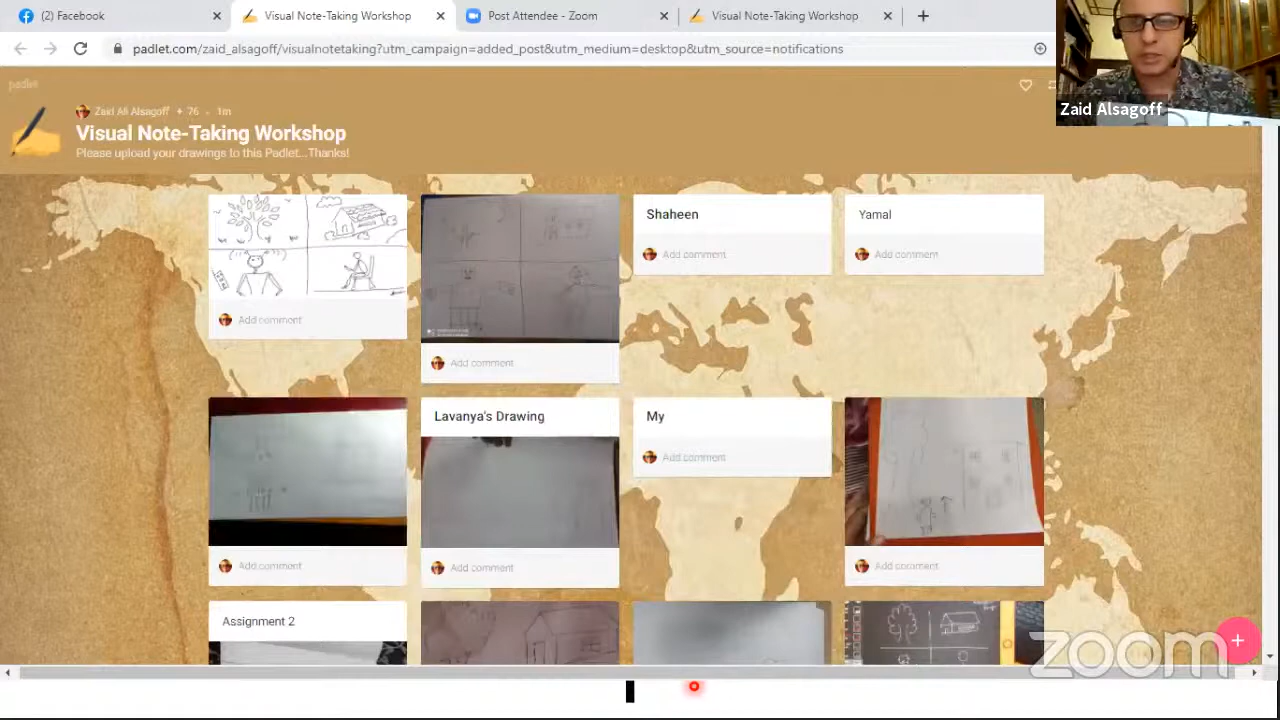 (2) Facebook
Visual Note-Taking Workshop
Post Attendee - Zoom
Visual Note-Taking Workshop
padlet.com/zaid_alsagoff/visualnotetaking?utm_campaign=added_post&utm_medium=desktop&utm_source=notifications
padlet
Zaid Ali Alsagoff + 76 . 1m
Visual Note-Taking Workshop
Please upload your drawings to this Padlet...Thanks!
Zaid Alsagoff
Shaheen
Yamal
Add comment
Add comment
Add comment
Add comment
Lavanya's Drawing
My
Add comment
Add comment
Add comment
Add comment
Assignment 2
zoom